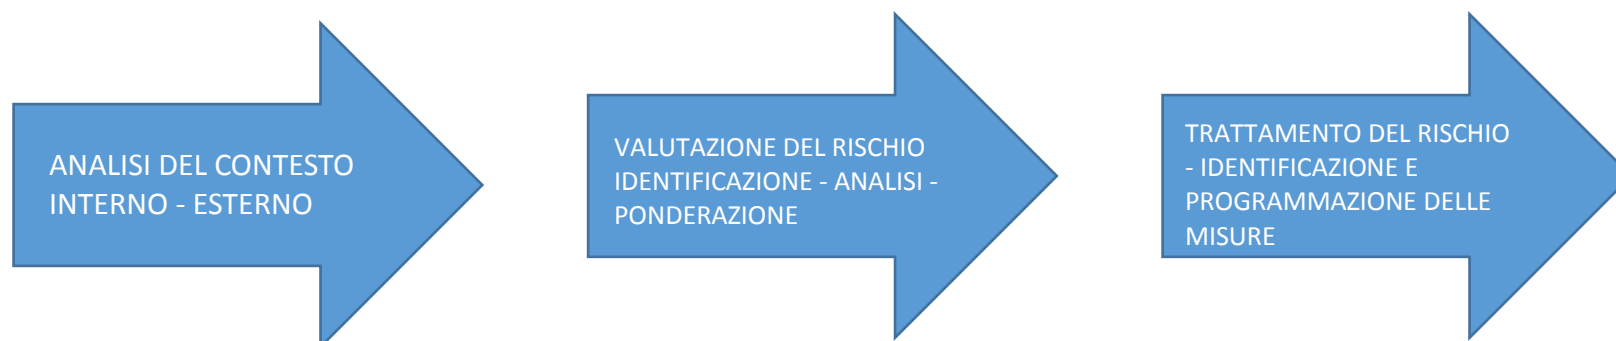 ANALISI DEL CONTESTO
INTERNO - ESTERNO
VALUTAZIONE DEL RISCHIO
IDENTIFICAZIONE - ANALISI -
PONDERAZIONE
TRATTAMENTO DEL RISCHIO
- IDENTIFICAZIONE E
PROGRAMMAZIONE DELLE
MISURE